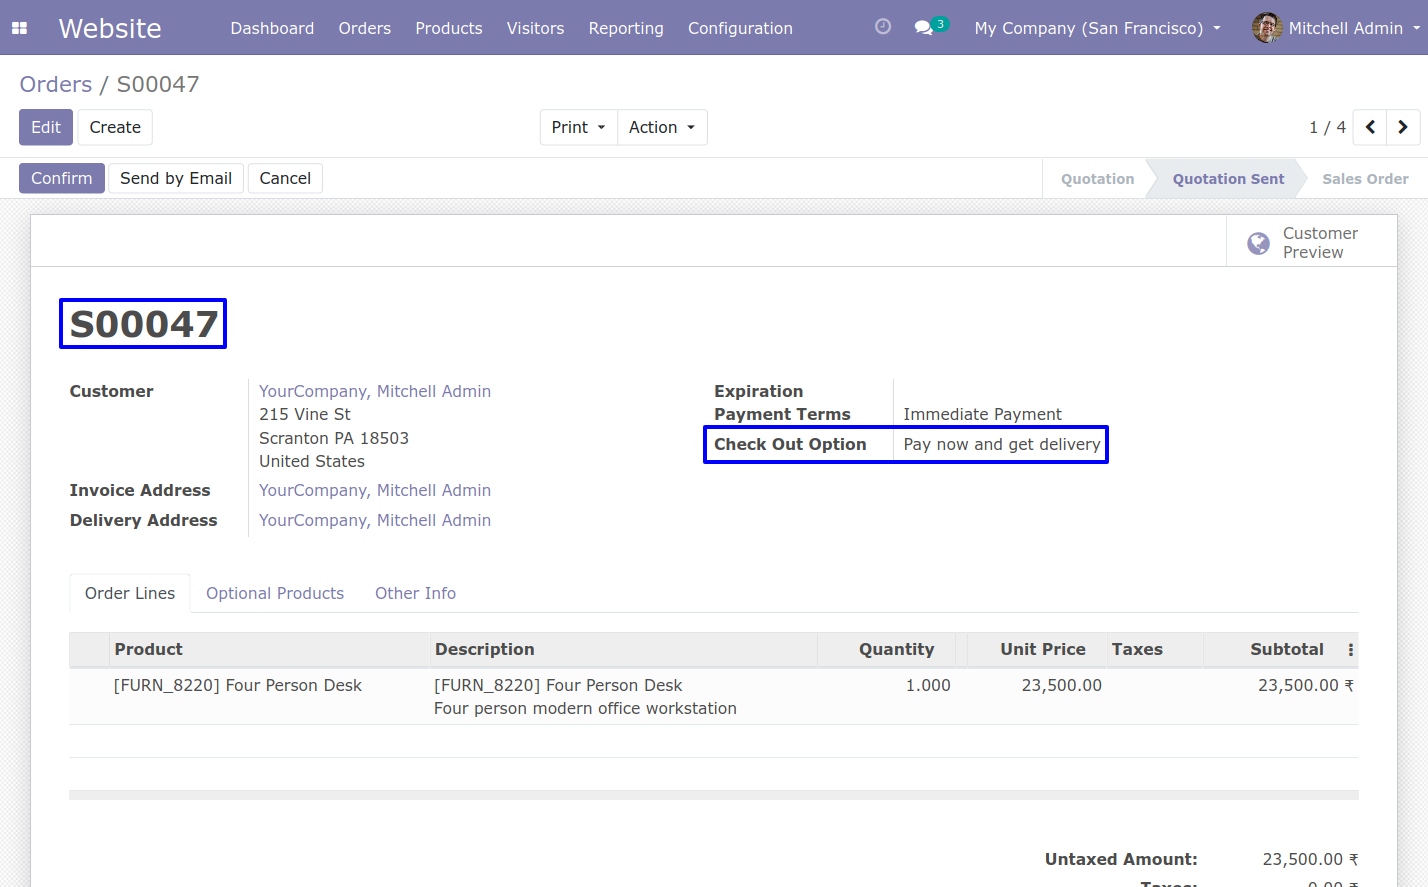 Website Dashboard Orders Products Visitors Reporting Configuration 3 My Company (San Francisco) Mitchell Admin
Orders / S00047
Edit Create Print Action 1 / 4
Confirm Send by Email Cancel Quotation Quotation Sent Sales Order
Customer
Preview
S00047
Customer YourCompany, Mitchell Admin Expiration
215 Vine St Payment Terms Immediate Payment
Scranton PA 18503 Check Out Option Pay now and get delivery
United States
Invoice Address YourCompany, Mitchell Admin
Delivery Address YourCompany, Mitchell Admin
Order Lines Optional Products Other Info
Product Description Quantity Unit Price Taxes Subtotal
[FURN_8220] Four Person Desk [FURN_8220] Four Person Desk 1.000 23,500.00 23,500.00 ₹
Four person modern office workstation
Untaxed Amount: 23,500.00 ₹
Taxes: 0.00 ₹